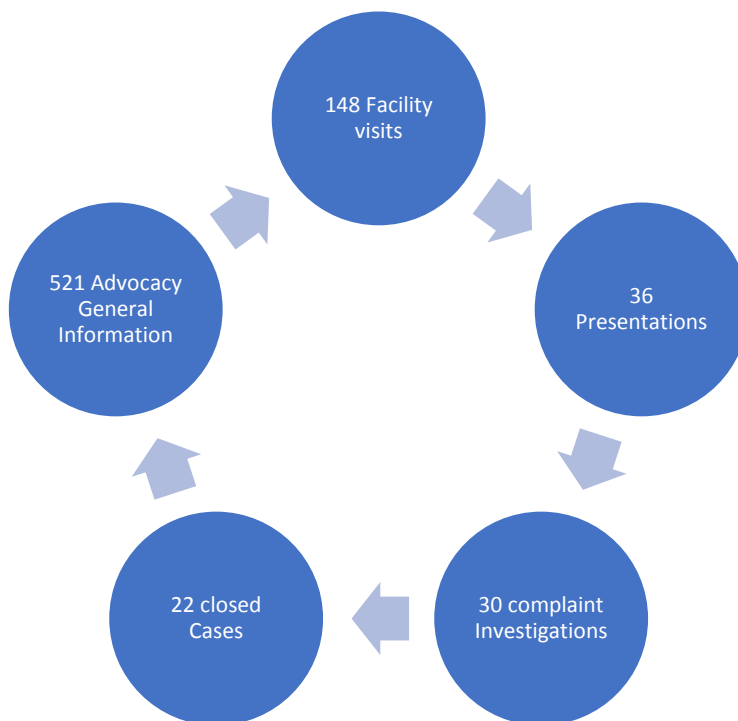 148 Facility
visits
36
Presentations
30 complaint
Investigations
22 closed
Cases
521 Advocacy
General
Information